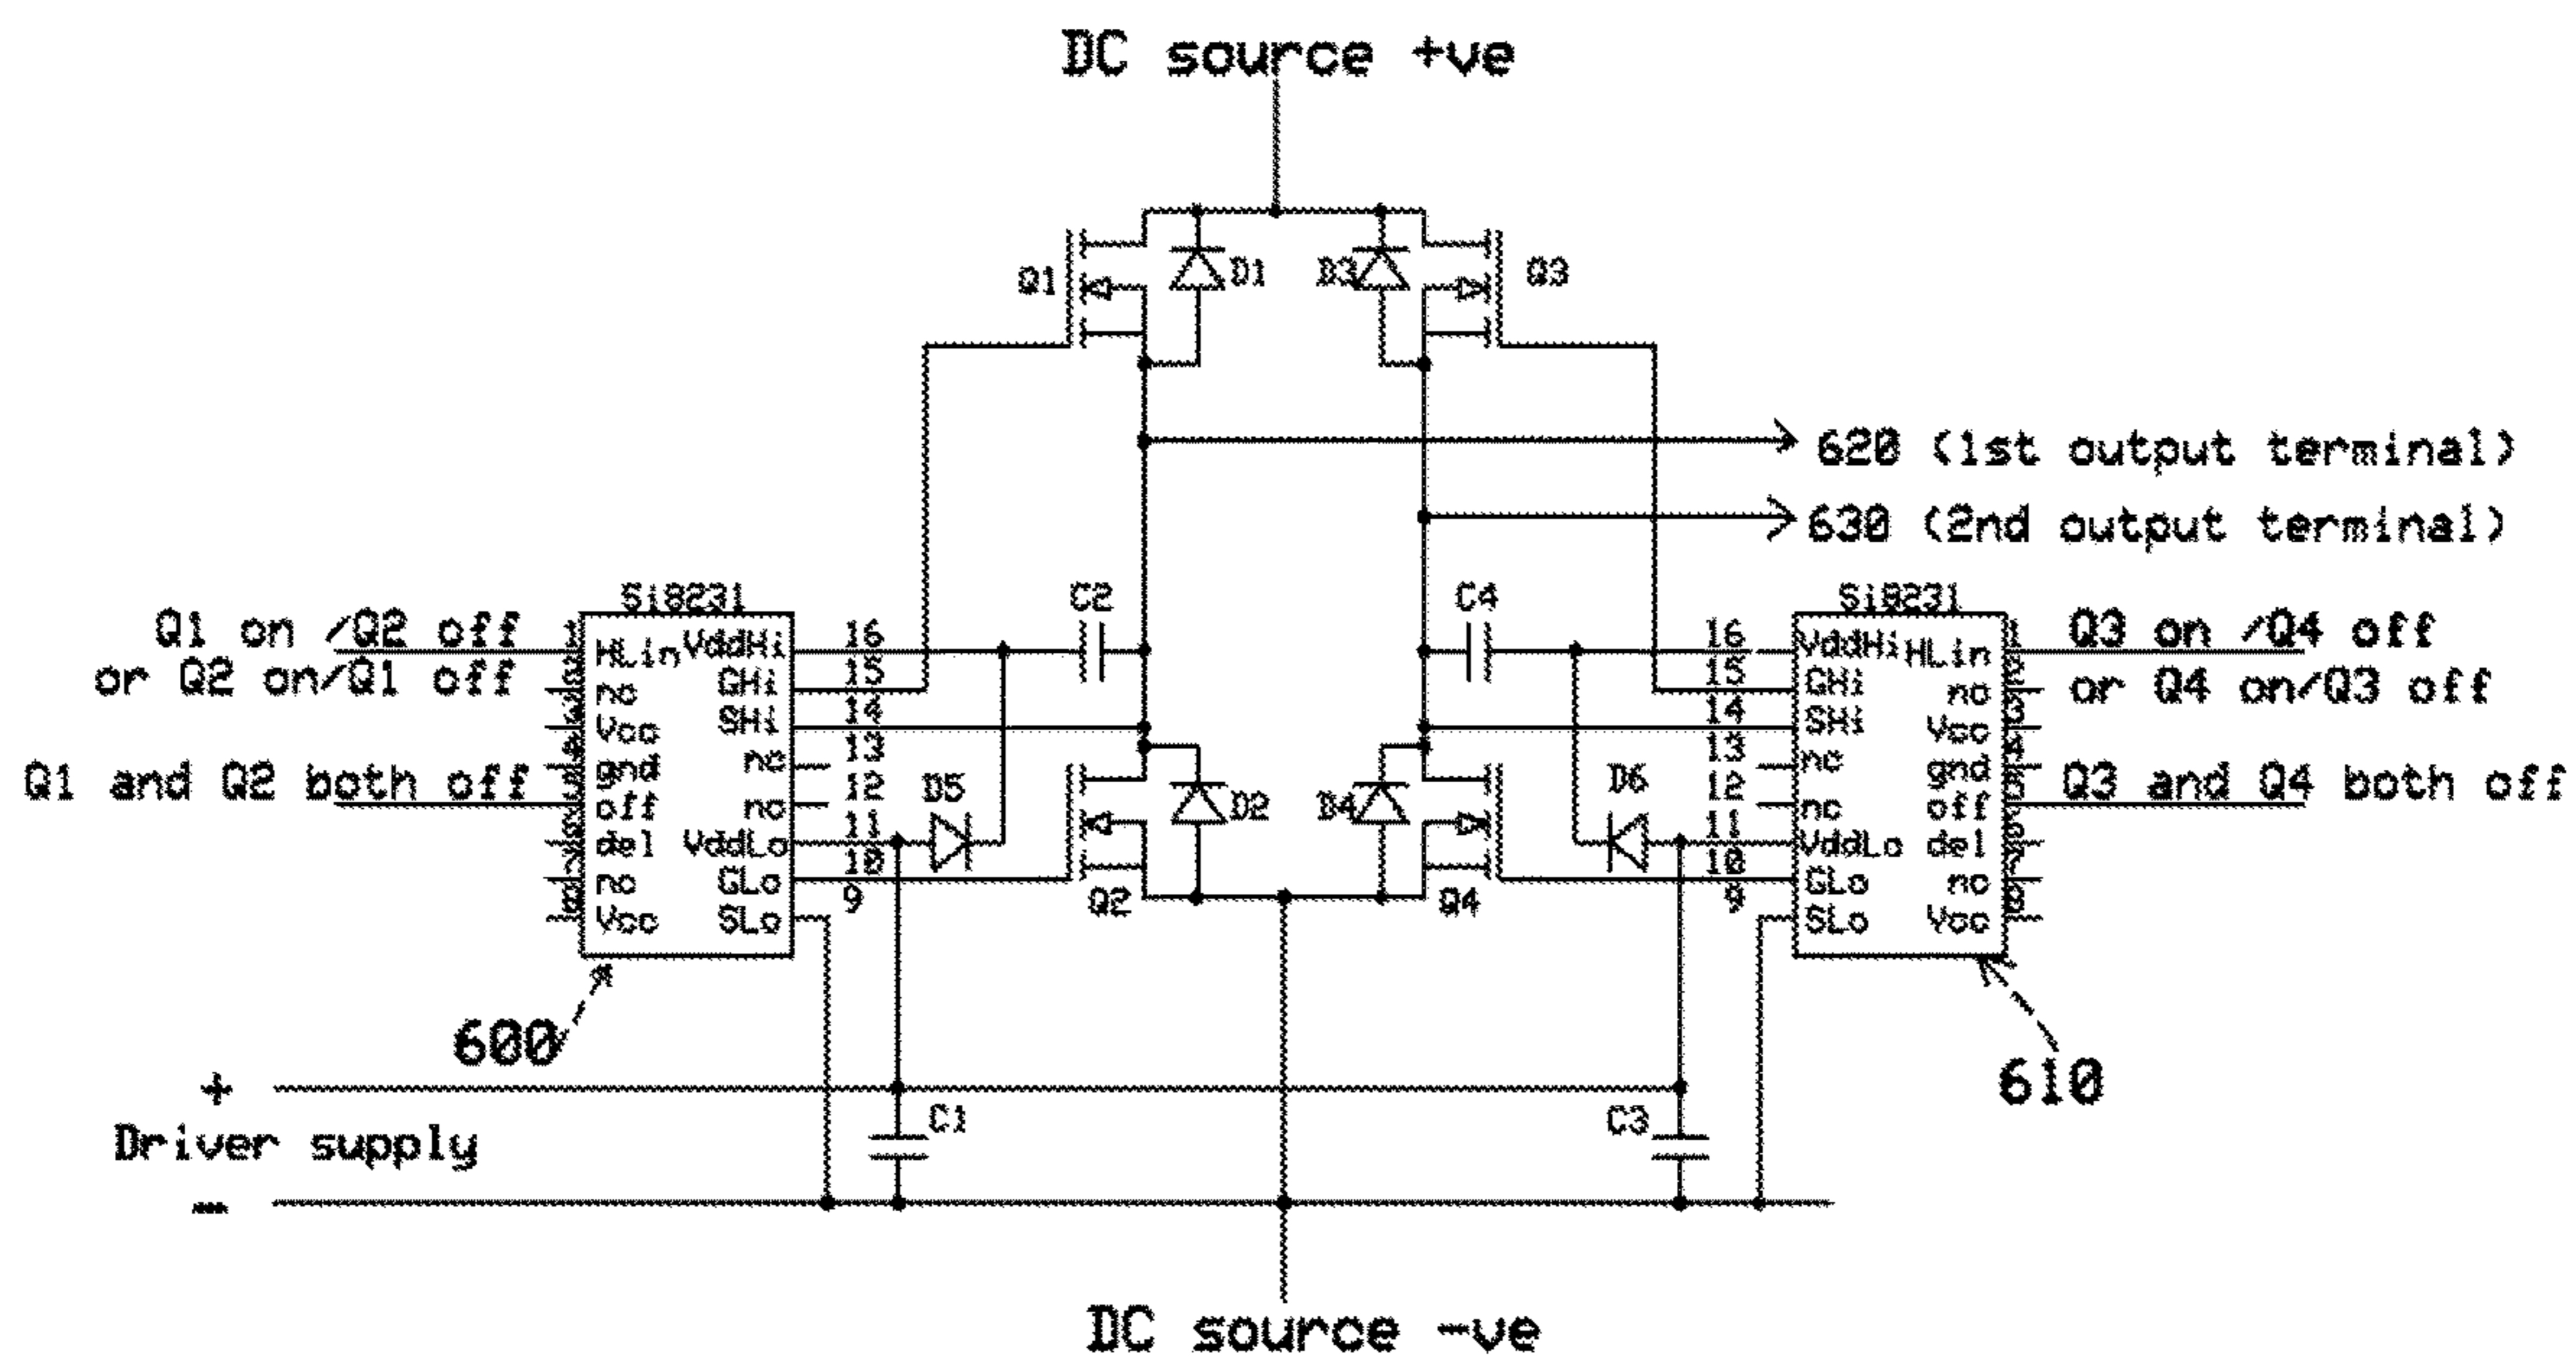 DC source +ve
Q1
D1
D3
Q3
620 (1st output terminal)
630 (2nd output terminal)
Si8231
C2
C4
Si8231
Q1 on /Q2 off
or Q2 on/Q1 off
Q1 and Q2 both off
1
HLin
nc
Vcc
gnd
off
del
nc
Vcc
VddHi
GHi
SHi
nc
nc
VddLo
GLo
SLo
16
15
14
13
12
11
10
9
D5
D2
Q2
D4
Q4
D6
16
15
14
13
12
11
10
9
VddHi
GHi
SHi
nc
nc
VddLo
GLo
SLo
HLin
nc
Vcc
gnd
off
del
nc
Vcc
1
Q3 on /Q4 off
or Q4 on/Q3 off
Q3 and Q4 both off
600
610
+
Driver supply
-
C1
C3
DC source -ve